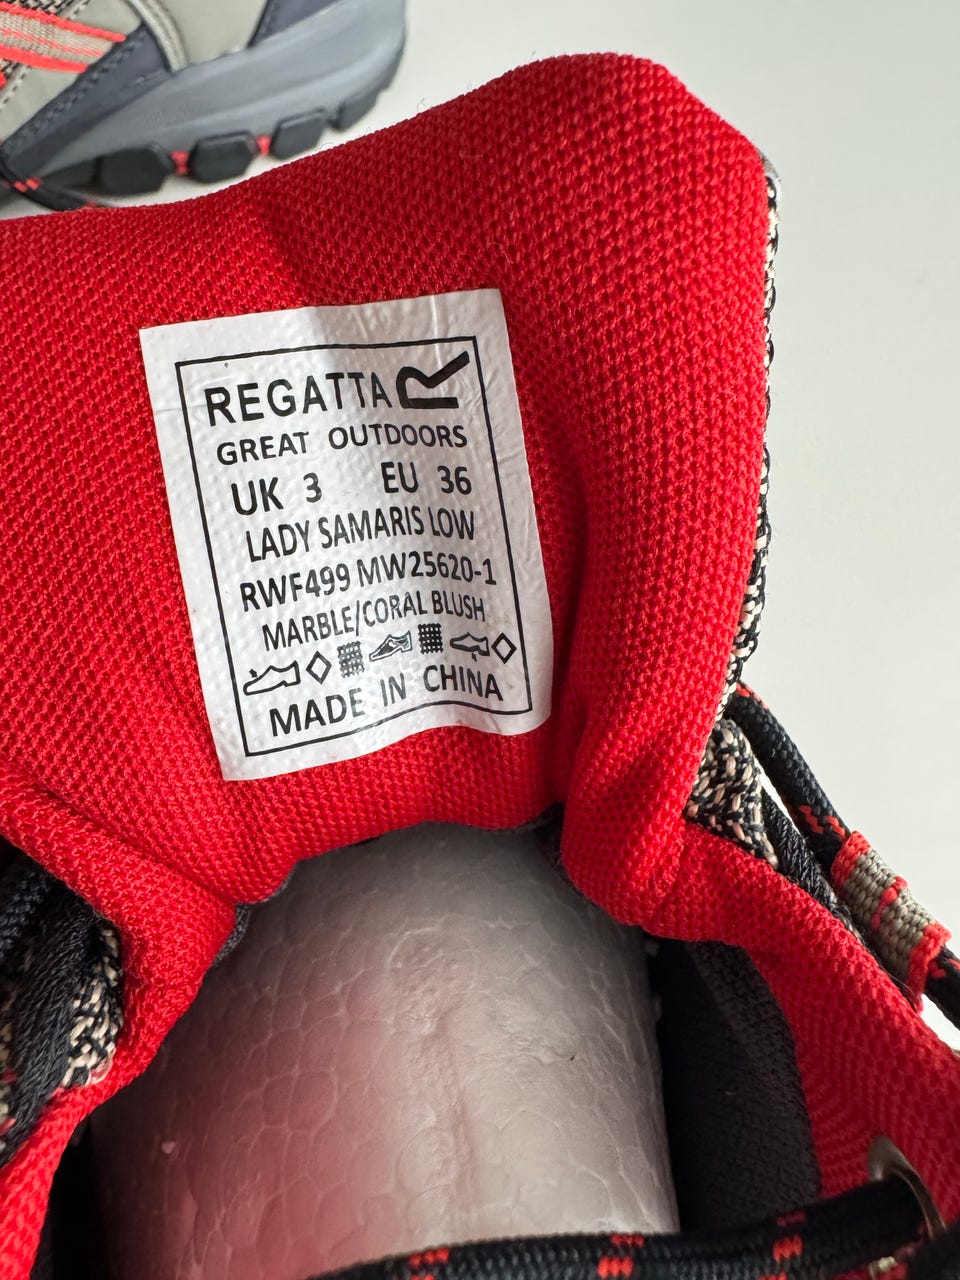 REGATTA
GREAT OUTDOORS
UK 3 EU 36
LADY SAMARIS LOW
RWF499 MW25620-1
MARBLE/CORAL BLUSH
MADE IN CHINA